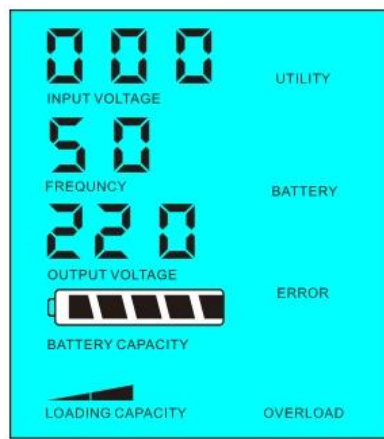 000
UTILITY
INPUT VOLTAGE
50
FREQUNCY
BATTERY
220
OUTPUT VOLTAGE
ERROR
BATTERY CAPACITY
LOADING CAPACITY
OVERLOAD